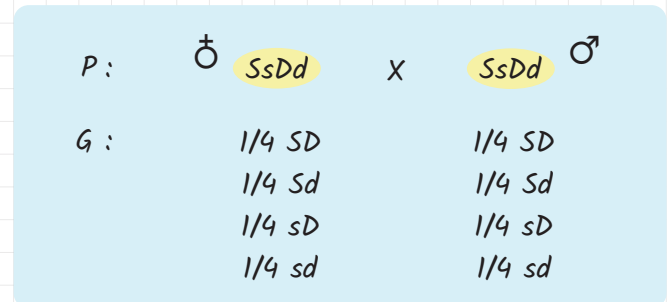 P : ♀ SsDd X SsDd ♂
G : 1/4 SD 1/4 SD
1/4 Sd 1/4 Sd
1/4 sD 1/4 sD
1/4 sd 1/4 sd